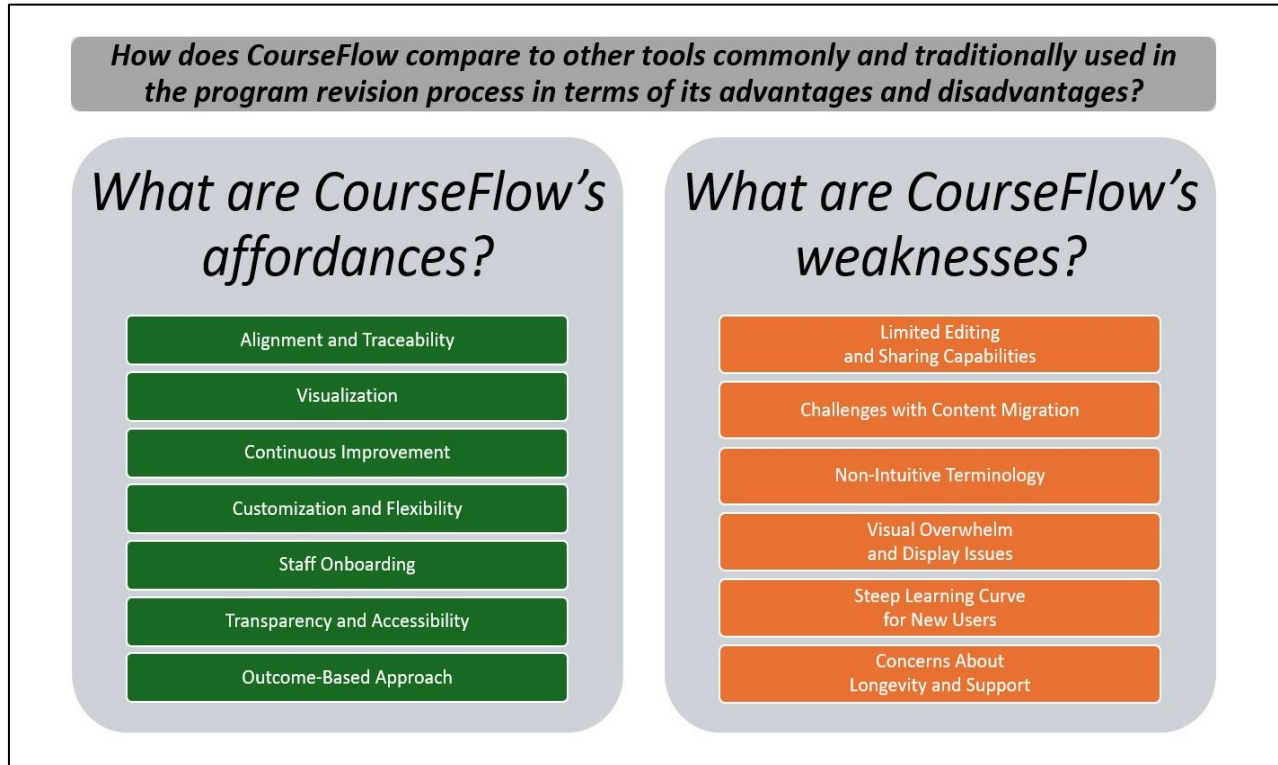 How does CourseFlow compare to other tools commonly and traditionally used in
the program revision process in terms of its advantages and disadvantages?
What are CourseFlow's
affordances?
Alignment and Traceability
Visualization
Continuous Improvement
Customization and Flexibility
Staff Onboarding
Transparency and Accessibility
Outcome-Based Approach
What are CourseFlow's
weaknesses?
Limited Editing
and Sharing Capabilities
Challenges with Content Migration
Non-Intuitive Terminology
Visual Overwhelm
and Display Issues
Steep Learning Curve
for New Users
Concerns About
Longevity and Support